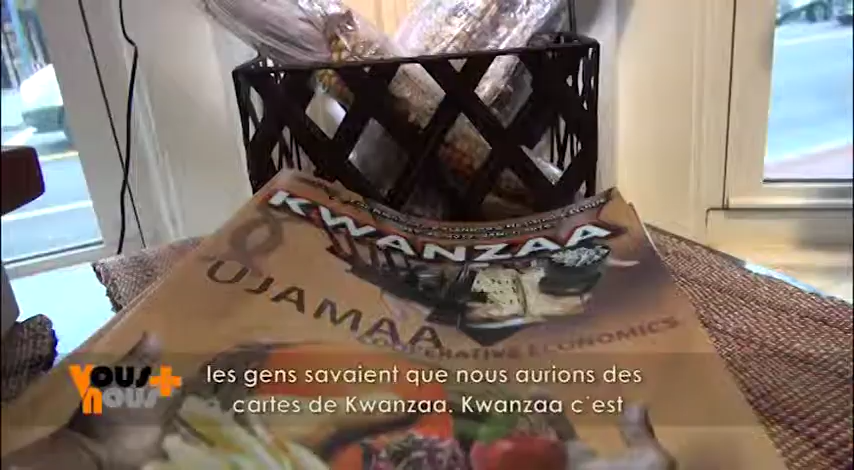 KWANZAA
UJAMAA
COOPERATIVE ECONOMICS
vous+
nous
les gens savaient que nous aurions des
cartes de Kwanzaa. Kwanzaa c'est